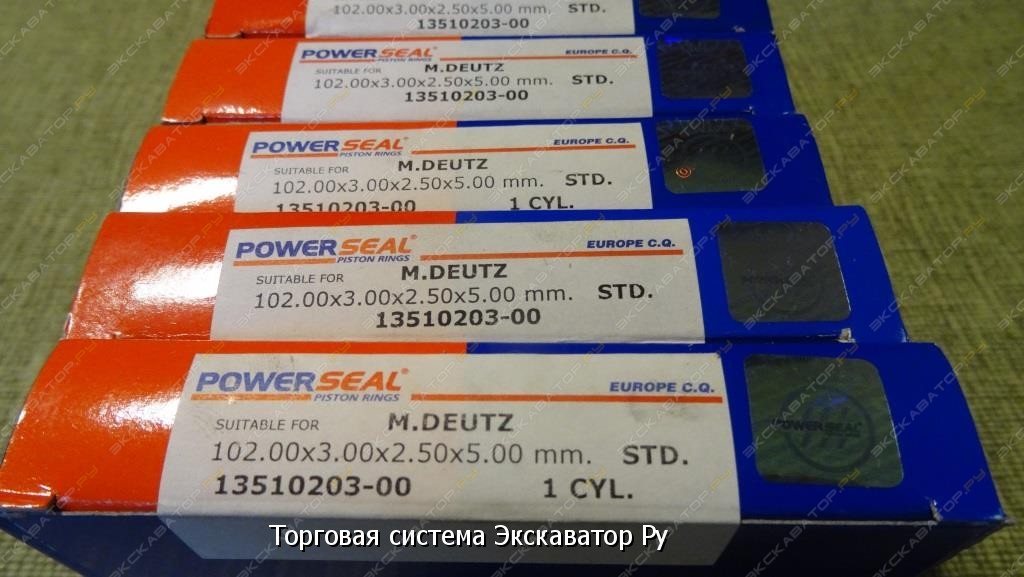 102.00x3.00x2.50x5.00 mm. STD.
13510203-00
POWERSEAL® EUROPE C.Q.
PISTON RINGS
SUITABLE FOR M.DEUTZ
102.00x3.00x2.50x5.00 mm. STD.
13510203-00
POWERSEAL® EUROPE C.Q.
PISTON RINGS
SUITABLE FOR M.DEUTZ
102.00x3.00x2.50x5.00 mm. STD.
13510203-00 1 CYL.
POWERSEAL® EUROPE C.Q.
PISTON RINGS
SUITABLE FOR M.DEUTZ
102.00x3.00x2.50x5.00 mm. STD.
13510203-00
POWERSEAL® EUROPE C.Q.
PISTON RINGS
SUITABLE FOR M.DEUTZ
POWERSEAL
102.00x3.00x2.50x5.00 mm. STD.
13510203-00 1 CYL.
Торговая система Экскаватор Ру
ЭКСКАВАТОР.РУ